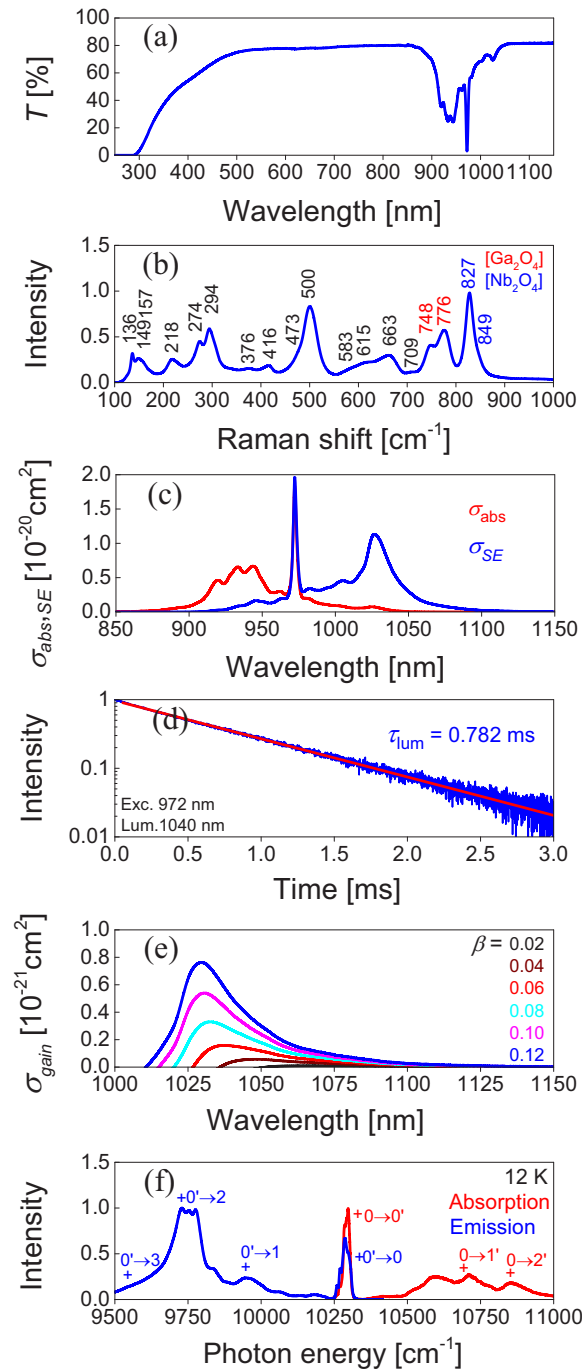 (a)
T [%]
100
80
60
40
20
0
300 400 500 600 700 800 900 1000 1100
Wavelength [nm]
(b)
Intensity
1.5
1.0
0.5
0.0
[Ga₂O₄]
[Nb₂O₄]
136 149 157 218 274 294 376 416 473 500 583 615 663 709 748 776 827 849
100 200 300 400 500 600 700 800 900 1000
Raman shift [cm⁻¹]
(c)
σabs,SE [10⁻²⁰cm²]
2.0
1.5
1.0
0.5
0.0
σabs
σSE
850 900 950 1000 1050 1100 1150
Wavelength [nm]
(d)
Intensity
1
0.1
0.01
τlum = 0.782 ms
Exc. 972 nm
Lum.1040 nm
0.0 0.5 1.0 1.5 2.0 2.5 3.0
Time [ms]
(e)
σgain [10⁻²¹cm²]
1.0
0.8
0.6
0.4
0.2
0.0
β = 0.02
0.04
0.06
0.08
0.10
0.12
1000 1025 1050 1075 1100 1125 1150
Wavelength [nm]
(f)
12 K
Intensity
1.5
1.0
0.5
0.0
Absorption
Emission
+0'→2
+ 0→0'
0'→3
+
0'→1
+
+0'→0
0→1'
+
0→2'
+
9500 9750 10000 10250 10500 10750 11000
Photon energy [cm⁻¹]